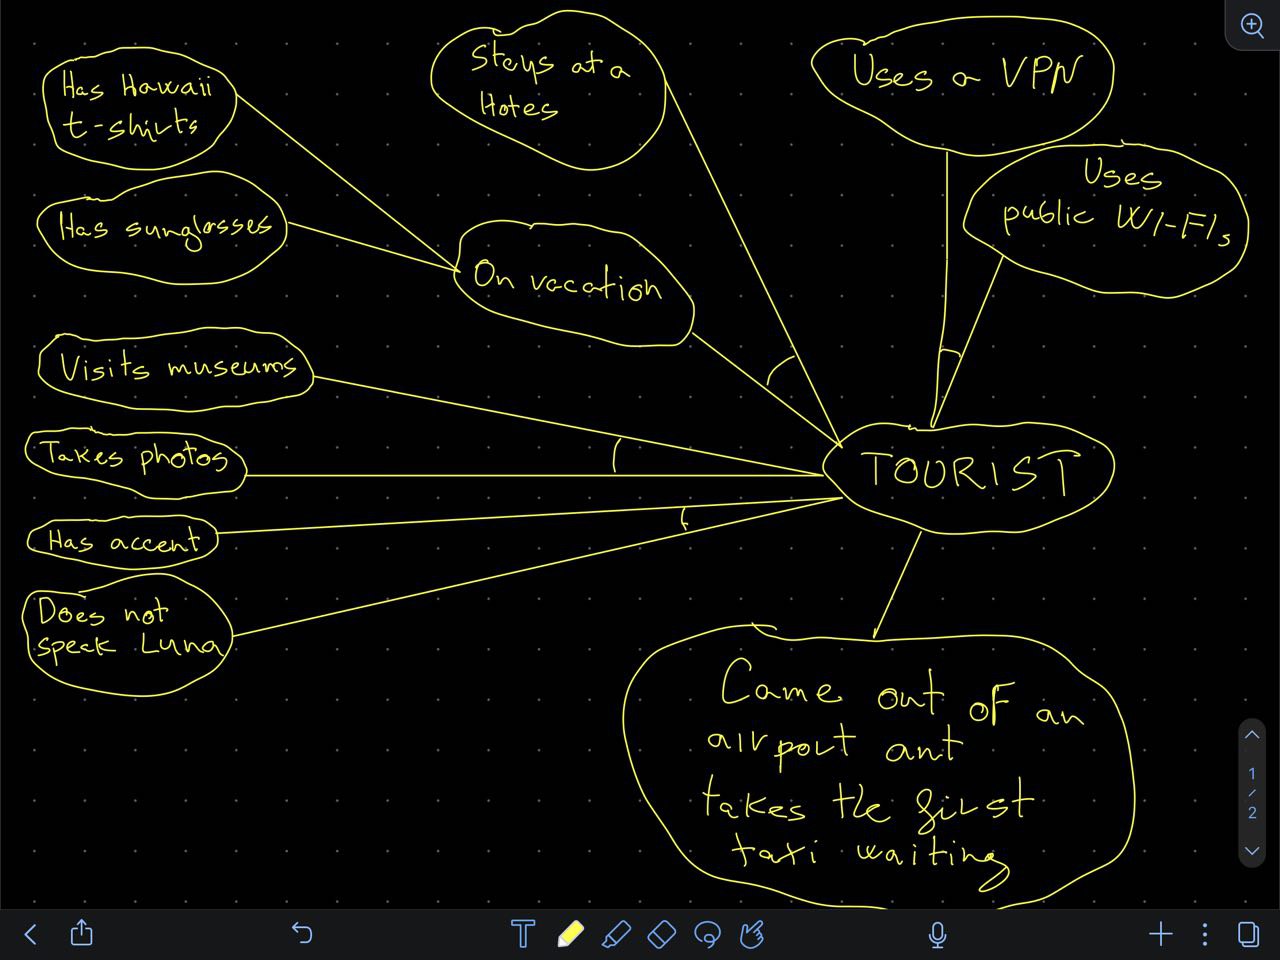 Has Hawaii
t-shirts
Stays at a
Hotes
Uses a VPN
Uses
public WI-FIs
Has sunglasses
On vacation
Visits museums
Takes photos
TOURIST
Has accent
Does not
speak Luna
Came out of an
airport ant
takes the first
taxi waiting
1
/
2
T